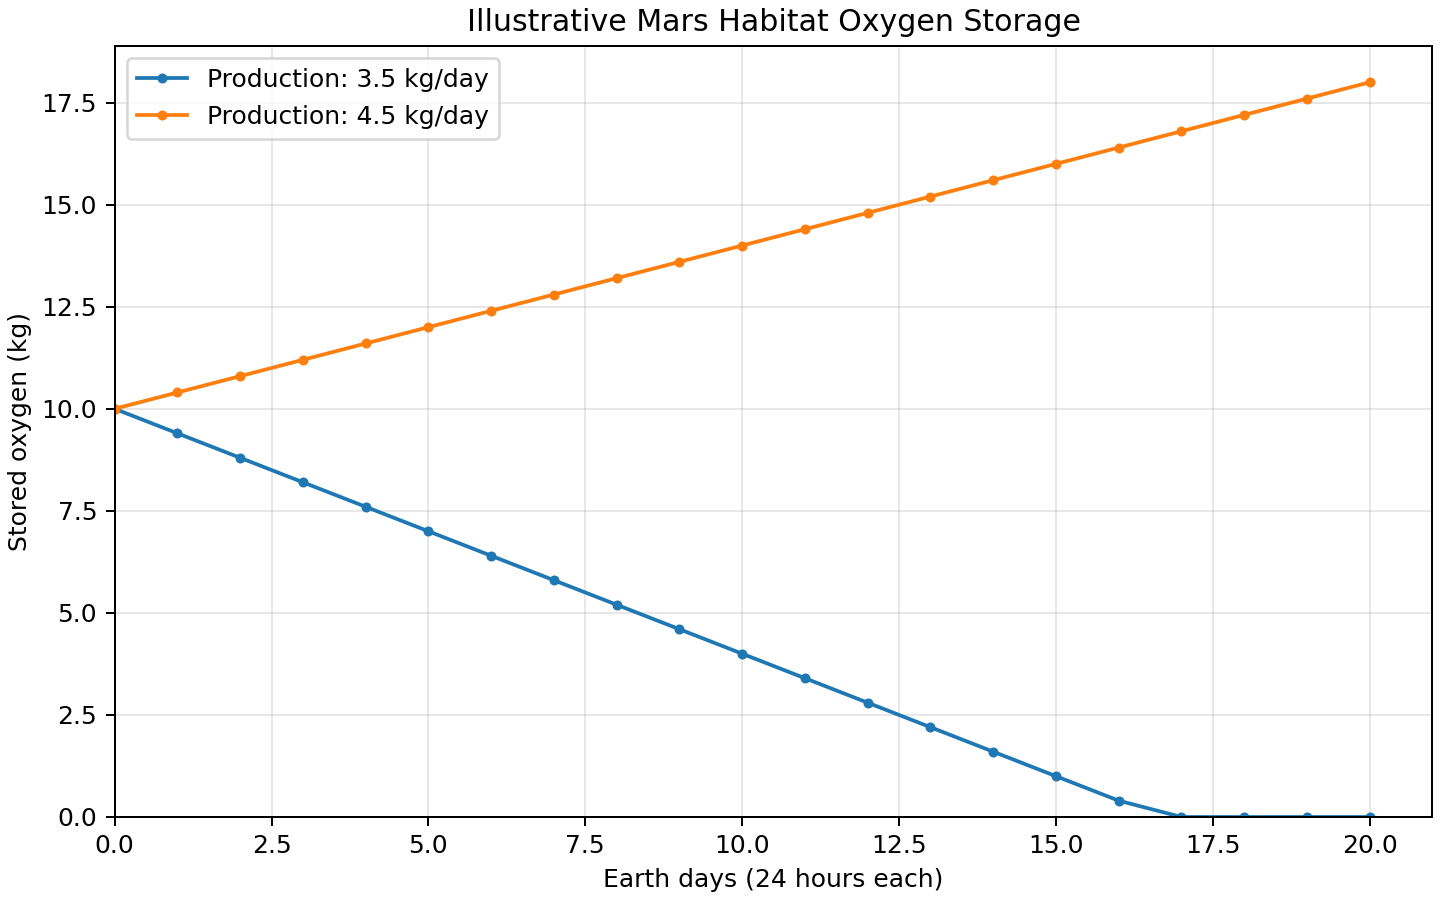 Illustrative Mars Habitat Oxygen Storage
Production: 3.5 kg/day
Production: 4.5 kg/day
Stored oxygen (kg)
17.5
15.0
12.5
10.0
7.5
5.0
2.5
0.0
0.0 2.5 5.0 7.5 10.0 12.5 15.0 17.5 20.0
Earth days (24 hours each)